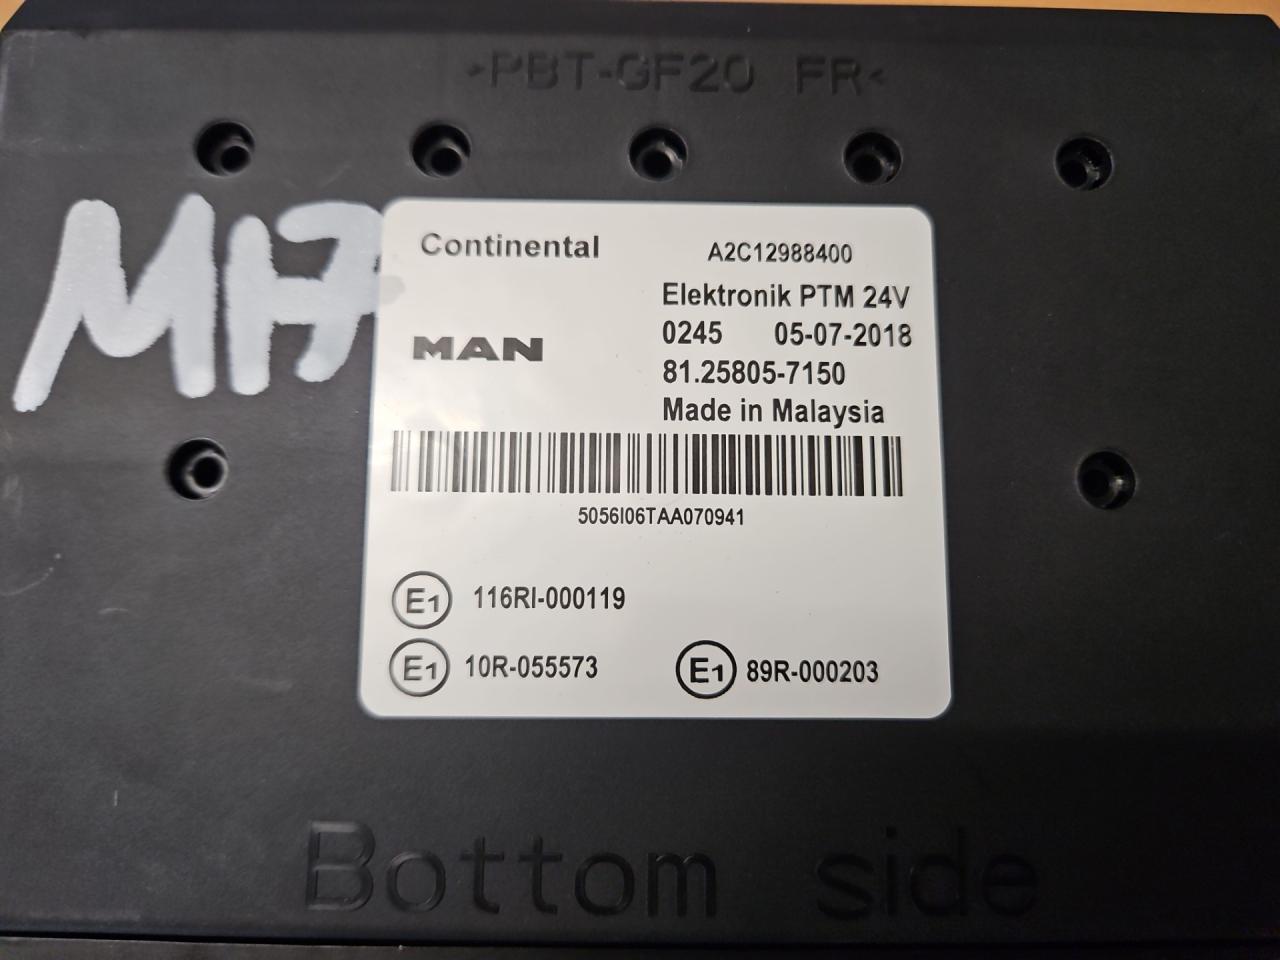 >PBT-GF20 FR<
MH7
Continental
A2C12988400
Elektronik PTM 24V
0245 05-07-2018
MAN
81.25805-7150
Made in Malaysia
5056I06TAA070941
E1 116RI-000119
E1 10R-055573
E1 89R-000203
Bottom side